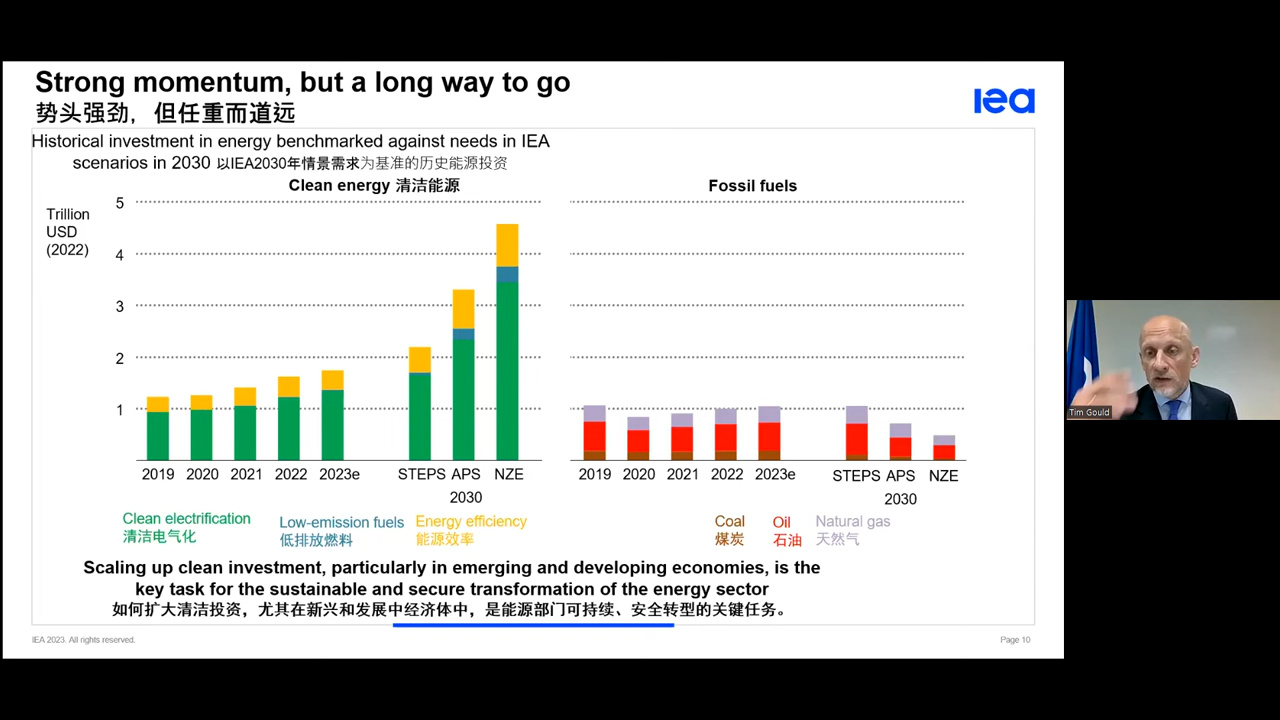 Strong momentum, but a long way to go
势头强劲，但任重而道远
iea
Historical investment in energy benchmarked against needs in IEA
scenarios in 2030 以IEA2030年情景需求为基准的历史能源投资
Clean energy 清洁能源
Fossil fuels
Trillion
USD
(2022)
5
4
3
2
1
2019 2020 2021 2022 2023e STEPS APS NZE
2030
2019 2020 2021 2022 2023e STEPS APS NZE
2030
Clean electrification
清洁电气化
Low-emission fuels
低排放燃料
Energy efficiency
能源效率
Coal
煤炭
Oil
石油
Natural gas
天然气
Scaling up clean investment, particularly in emerging and developing economies, is the
key task for the sustainable and secure transformation of the energy sector
如何扩大清洁投资，尤其在新兴和发展中经济体中，是能源部门可持续、安全转型的关键任务。
IEA 2023. All rights reserved.
Page 10
Tim Gould